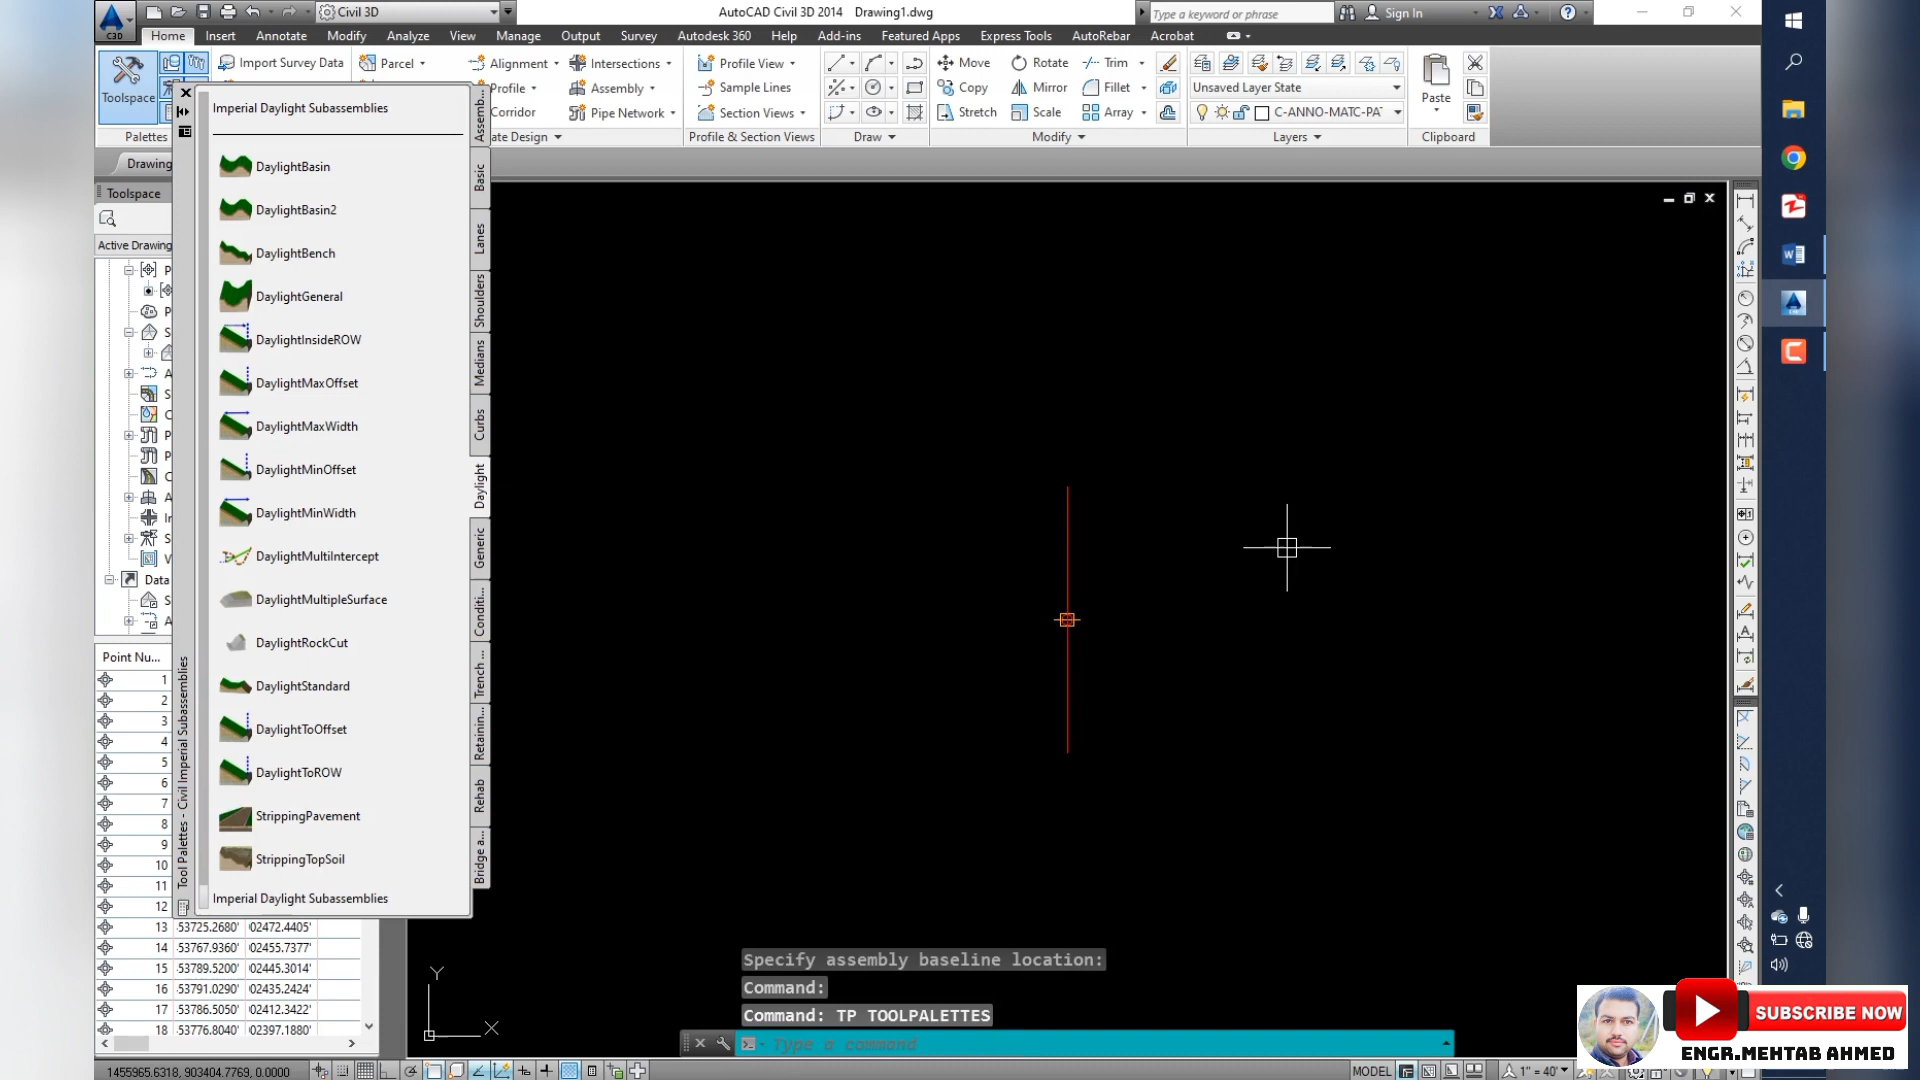 Civil 3D
AutoCAD Civil 3D 2014 Drawing1.dwg
Type a keyword or phrase
Sign In
C3D
Home Insert Annotate Modify Analyze View Manage Output Survey Autodesk 360 Help Add-ins Featured Apps Express Tools AutoRebar Acrobat
Toolspace
Import Survey Data
Parcel
Alignment
Intersections
Profile View
Move Rotate Trim
Profile
Assembly
Sample Lines
Copy Mirror Fillet
Unsaved Layer State
Corridor
Pipe Network
Section Views
Stretch Scale Array
C-ANNO-MATC-PA
Paste
Palettes
ate Design
Profile & Section Views
Draw
Modify
Layers
Clipboard
Drawing
Toolspace
Active Drawing
Data
Imperial Daylight Subassemblies
DaylightBasin
DaylightBasin2
DaylightBench
DaylightGeneral
DaylightInsideROW
DaylightMaxOffset
DaylightMaxWidth
DaylightMinOffset
DaylightMinWidth
DaylightMultiIntercept
DaylightMultipleSurface
DaylightRockCut
DaylightStandard
DaylightToOffset
DaylightToROW
StrippingPavement
StrippingTopSoil
Imperial Daylight Subassemblies
Tool Palettes - Civil Imperial Subassemblies
Assemb...
Basic
Lanes
Shoulders
Medians
Curbs
Daylight
Generic
Conditi...
Trench ...
Retainin...
Rehab
Bridge a...
Point Nu...
1
2
3
4
5
6
7
8
9
10
11
12
13 53725.2680' 02472.4405'
14 53767.9360' 02455.7377'
15 53789.5200' 02445.3014'
16 53791.0290' 02435.2424'
17 53786.5050' 02412.3422'
18 53776.8040' 02397.1880'
Y
X
Specify assembly baseline location:
Command:
Command: TP TOOLPALETTES
Type a command
1455965.6318, 903404.7769, 0.0000
MODEL
1" = 40'
SUBSCRIBE NOW
ENGR.MEHTAB AHMED